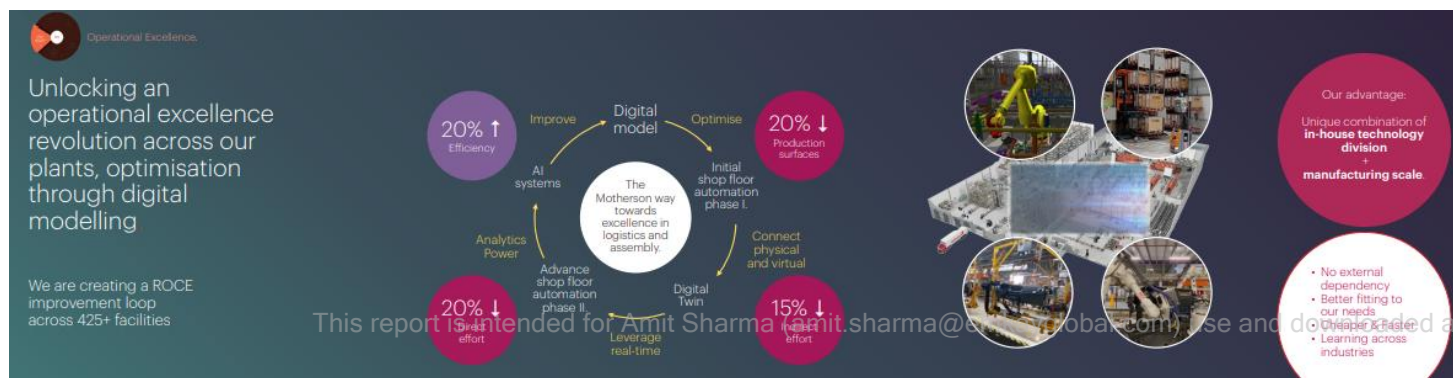 Operational Excellence.
Unlocking an
operational excellence
revolution across our
plants, optimisation
through digital
modelling
We are creating a ROCE
improvement loop
across 425+ facilities
20% ↑
Efficiency
Improve
Digital
model
Optimise
20% ↓
Production
surfaces
AI
systems
Initial
shop floor
automation
phase I.
The
Motherson way
towards
excellence in
logistics and
assembly.
Analytics
Power
Connect
physical
and virtual
Advance
shop floor
automation
phase II.
Digital
Twin
20% ↓
Direct
effort
Leverage
real-time
15% ↓
effort
Our advantage:
Unique combination of
in-house technology
division
+
manufacturing scale.
• No external
dependency
• Better fitting to
our needs
• Cheaper & Faster
• Learning across
industries
This report is intended for Amit Sharma use and downloaded